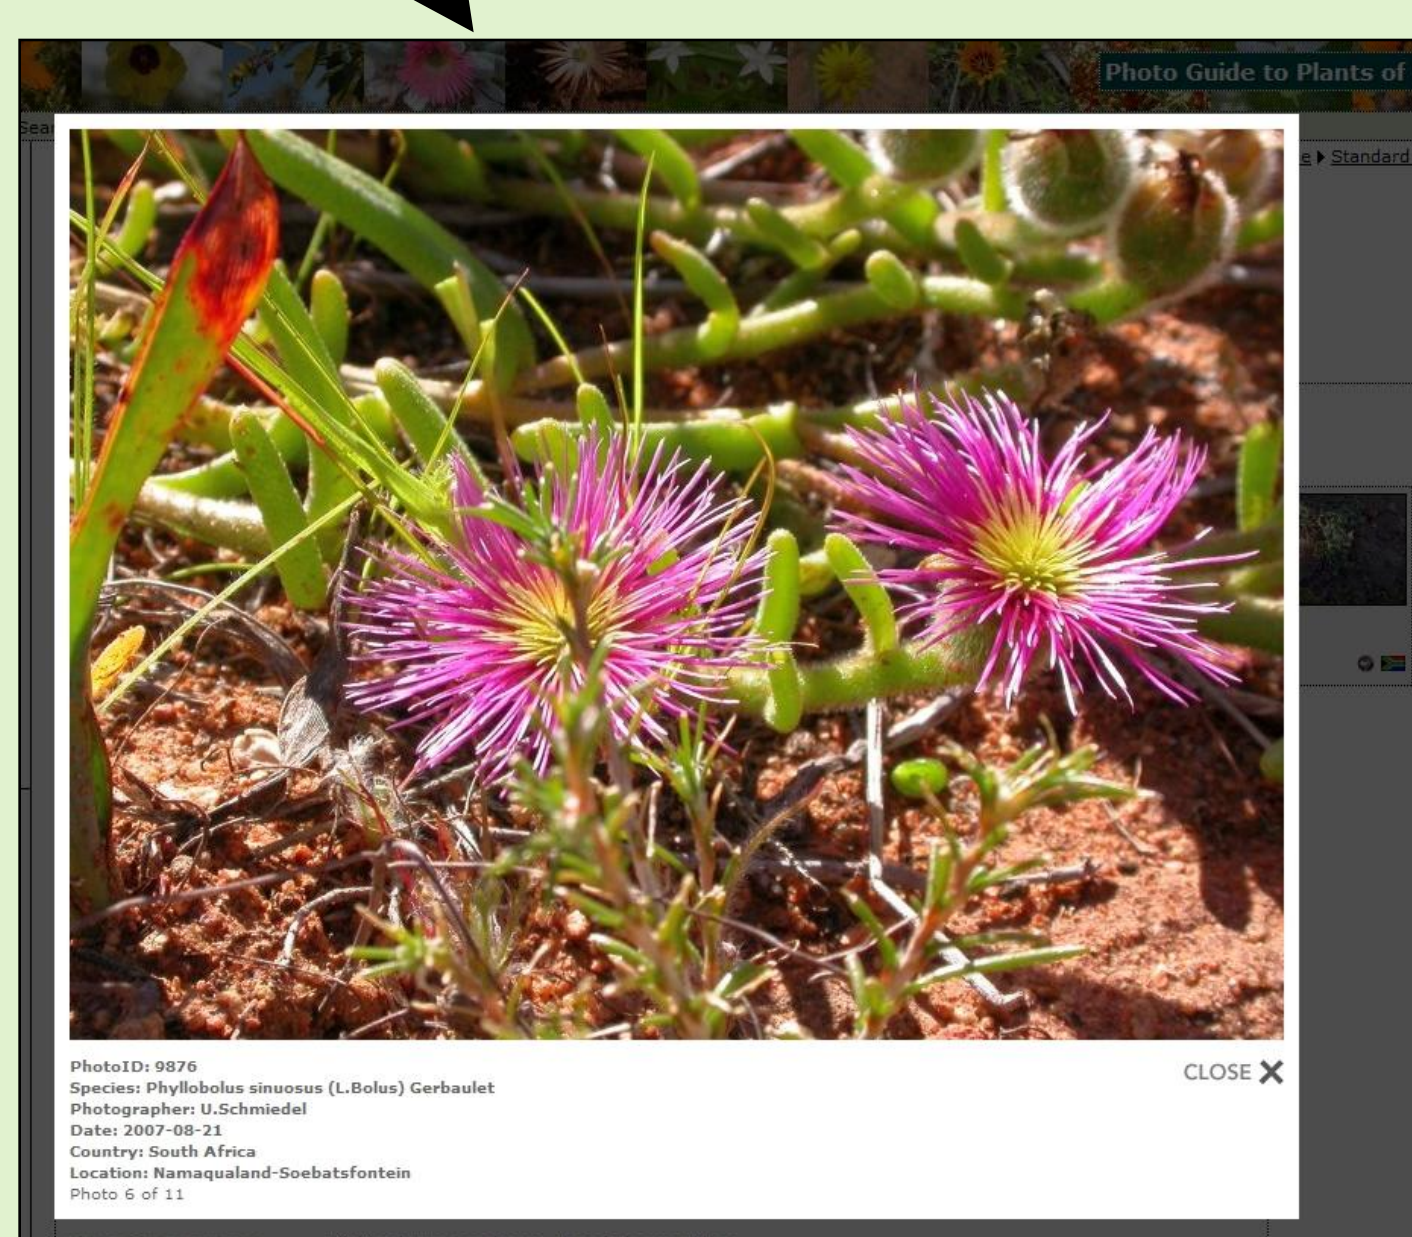 Photo Guide to Plants of
Sear
e Standard
PhotoID: 9876
CLOSE
Species: Phyllobolus sinuosus (L.Bolus) Gerbaulet
Photographer: U.Schmiedel
Date: 2007-08-21
Country: South Africa
Location: Namaqualand-Soebatsfontein
Photo 6 of 11